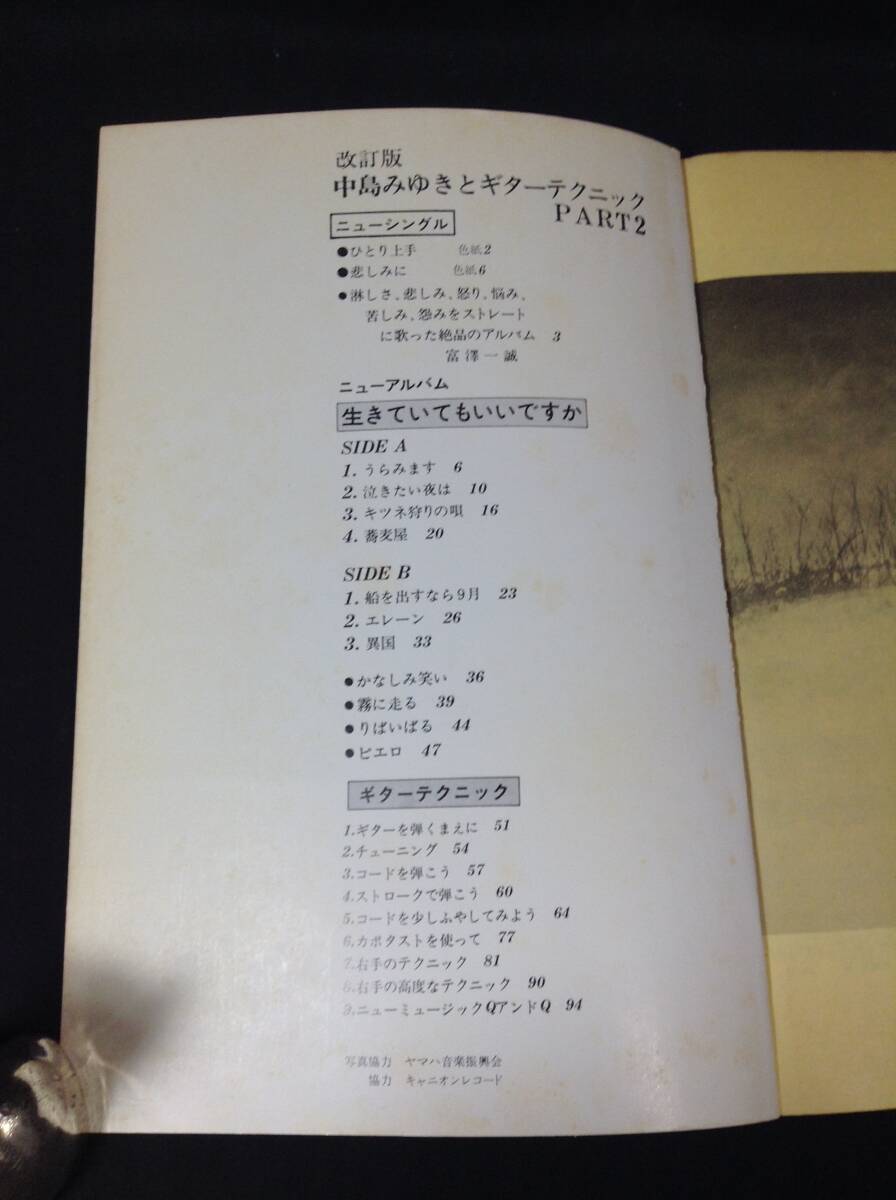 改訂版
中島みゆきとギターテクニック
PART2
ニューシングル
●ひとり上手 色紙2
●悲しみに 色紙6
●淋しさ、悲しみ、怒り、悩み、
苦しみ、怨みをストレート
に歌った絶品のアルバム 3
富澤一誠
ニューアルバム
生きていてもいいですか
SIDE A
1. うらみます 6
2. 泣きたい夜は 10
3. キツネ狩りの唄 16
4. 蕎麦屋 20
SIDE B
1. 船を出すなら9月 23
2. エレーン 26
3. 異国 33
●かなしみ笑い 36
●霧に走る 39
●りばいばる 44
●ピエロ 47
ギターテクニック
1.ギターを弾くまえに 51
2.チューニング 54
3.コードを弾こう 57
4.ストロークで弾こう 60
5.コードを少しふやしてみよう 64
6.カポタストを使って 77
7.右手のテクニック 81
8.右手の高度なテクニック 90
9.ニューミュージックQアンドQ 94
写真協力 ヤマハ音楽振興会
協力 キャニオンレコード